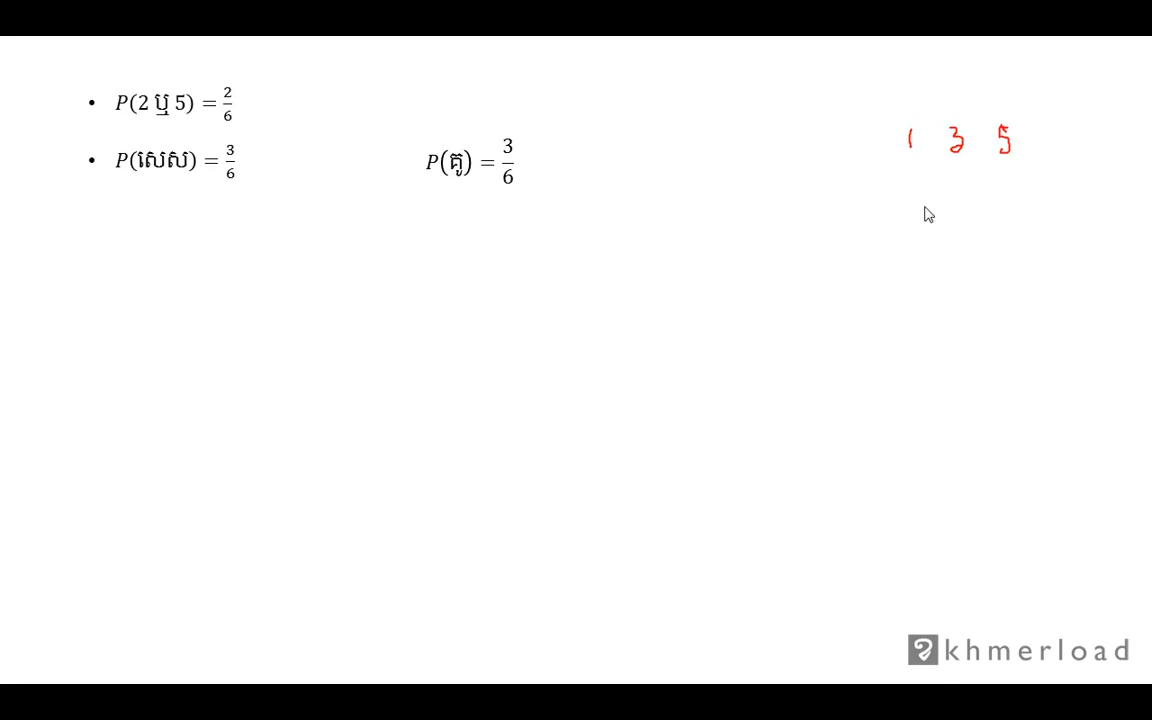 • P(2 ឬ 5) = 2/6
• P(សេស) = 3/6
P(គូ) = 3/6
1 3 5
khmerload